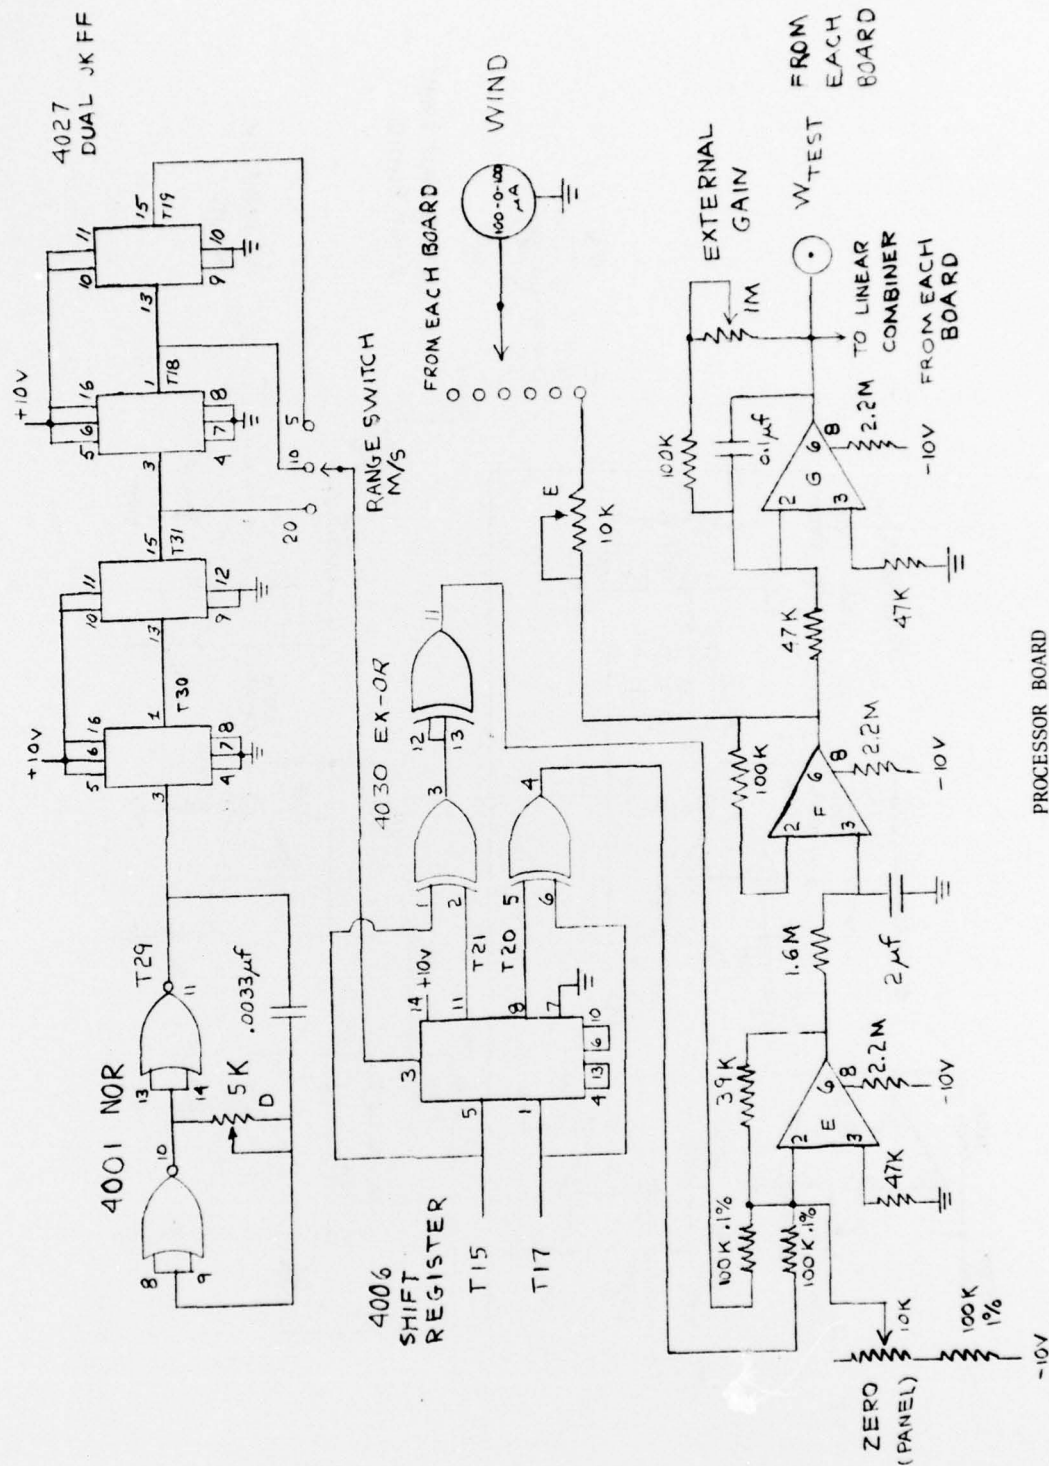 4027
DUAL JK FF
+10V
+10V
5 6 16
3
1
4 7 8
T30
10 11
13
15
9 12
T31
5 6 16
3
1
4 7 8
T18
10 11
13
15
9 10
T19
4001 NOR
8
9
10
13
14
11
T29
5K
D
.0033µf
20
10
5
RANGE SWITCH
M/S
4006
SHIFT
REGISTER
T15
T17
5
1
3
14 +10V
11
8
7
4 13 6 10
T21
T20
4030 EX-OR
1
2
3
5
6
4
12
13
11
FROM EACH BOARD
100-0-100
µA
WIND
E
10K
100K .1%
100K .1%
39K
2
3
E
6
8
2.2M
-10V
47K
ZERO
(PANEL)
10K
100K
1%
-10V
1.6M
2µf
100K
2
3
F
6
8
2.2M
-10V
47K
47K
100K
0.1µf
2
3
G
6
8
2.2M
-10V
EXTERNAL
GAIN
1M
TO LINEAR
COMBINER
FROM EACH
BOARD
WTEST
FROM
EACH
BOARD
PROCESSOR BOARD